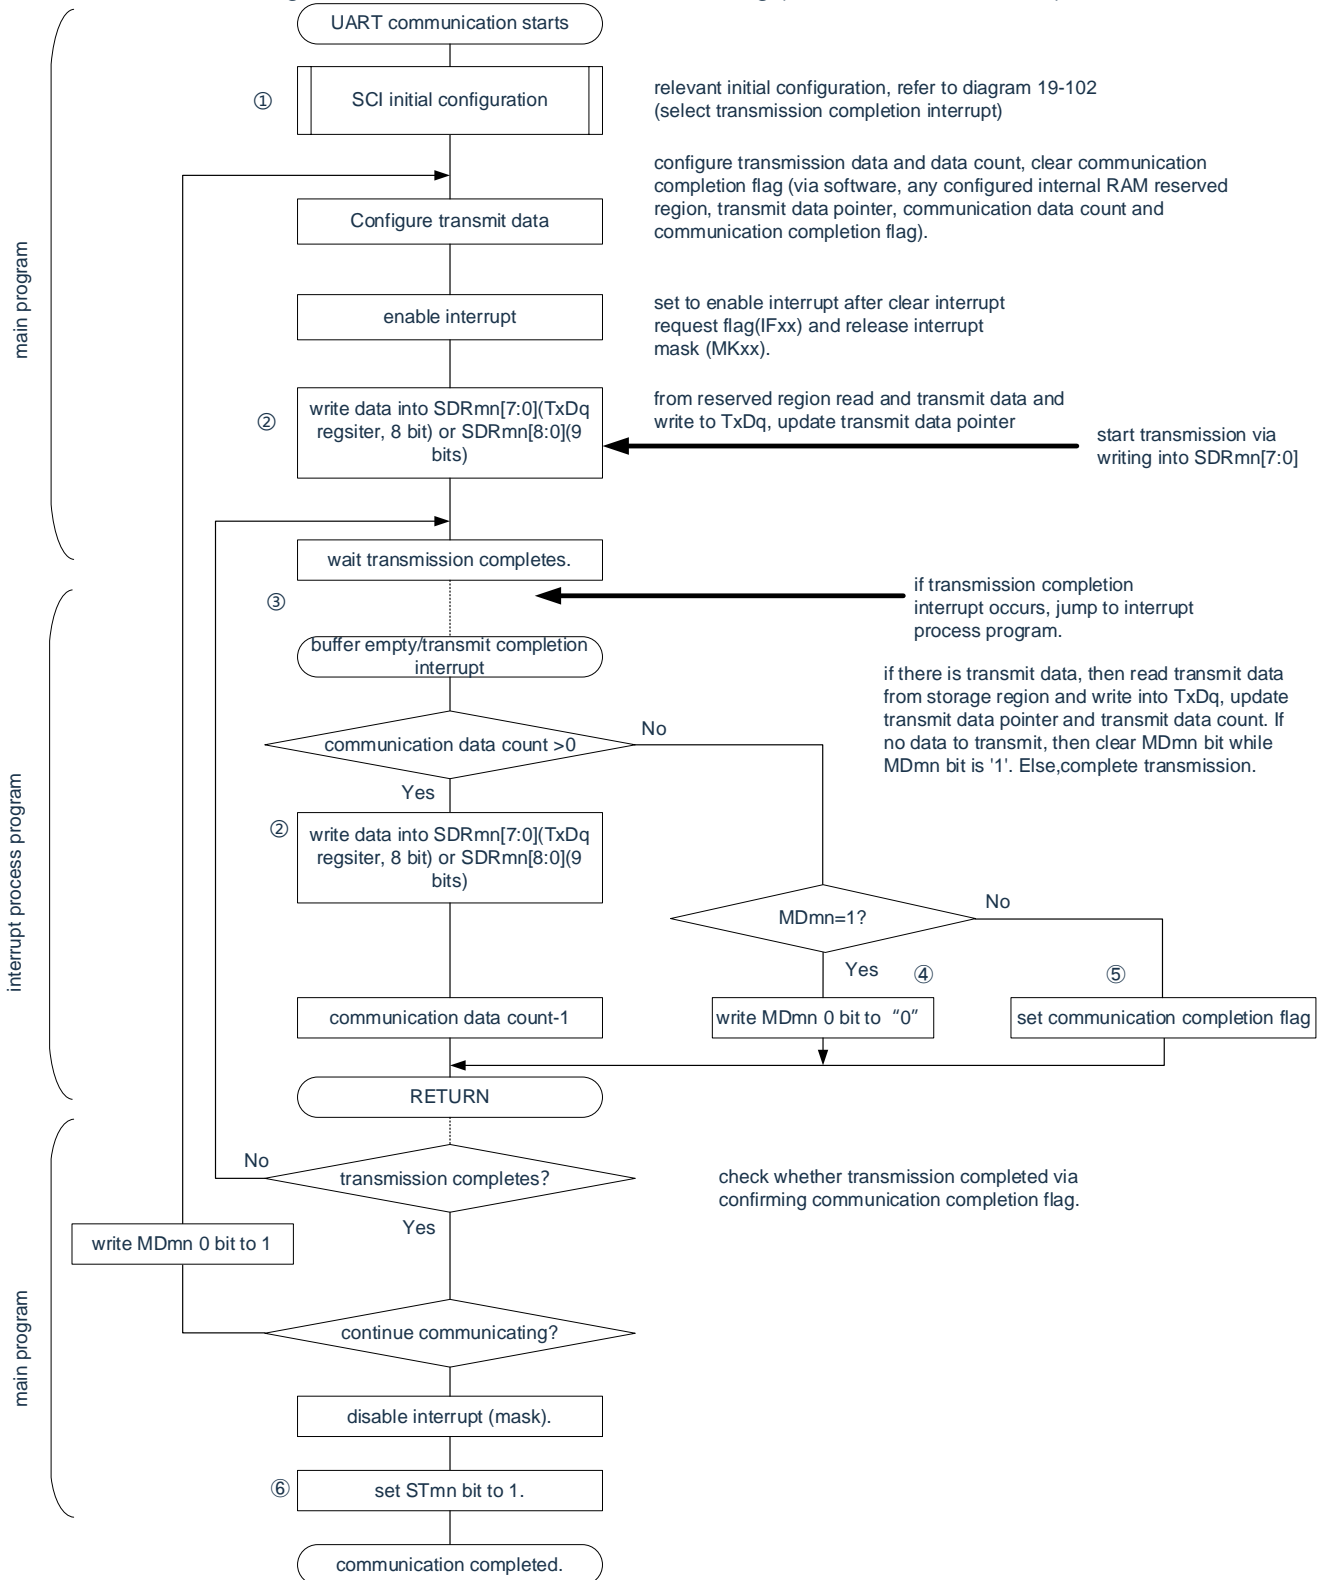 UART communication starts
①
SCI initial configuration
relevant initial configuration, refer to diagram 19-102
(select transmission completion interrupt)
configure transmission data and data count, clear communication
completion flag (via software, any configured internal RAM reserved
region, transmit data pointer, communication data count and
communication completion flag).
Configure transmit data
main program
enable interrupt
set to enable interrupt after clear interrupt
request flag(IFxx) and release interrupt
mask (MKxx).
②
write data into SDRmn[7:0](TxDq
regsiter, 8 bit) or SDRmn[8:0](9
bits)
from reserved region read and transmit data and
write to TxDq, update transmit data pointer
start transmission via
writing into SDRmn[7:0]
wait transmission completes.
③
if transmission completion
interrupt occurs, jump to interrupt
process program.
buffer empty/transmit completion
interrupt
if there is transmit data, then read transmit data
from storage region and write into TxDq, update
transmit data pointer and transmit data count. If
no data to transmit, then clear MDmn bit while
MDmn bit is '1'. Else,complete transmission.
communication data count >0
No
Yes
②
write data into SDRmn[7:0](TxDq
regsiter, 8 bit) or SDRmn[8:0](9
bits)
interrupt process program
MDmn=1?
No
Yes
④
⑤
communication data count-1
write MDmn 0 bit to “0”
set communication completion flag
RETURN
No
transmission completes?
check whether transmission completed via
confirming communication completion flag.
Yes
write MDmn 0 bit to 1
main program
continue communicating?
disable interrupt (mask).
⑥
set STmn bit to 1.
communication completed.